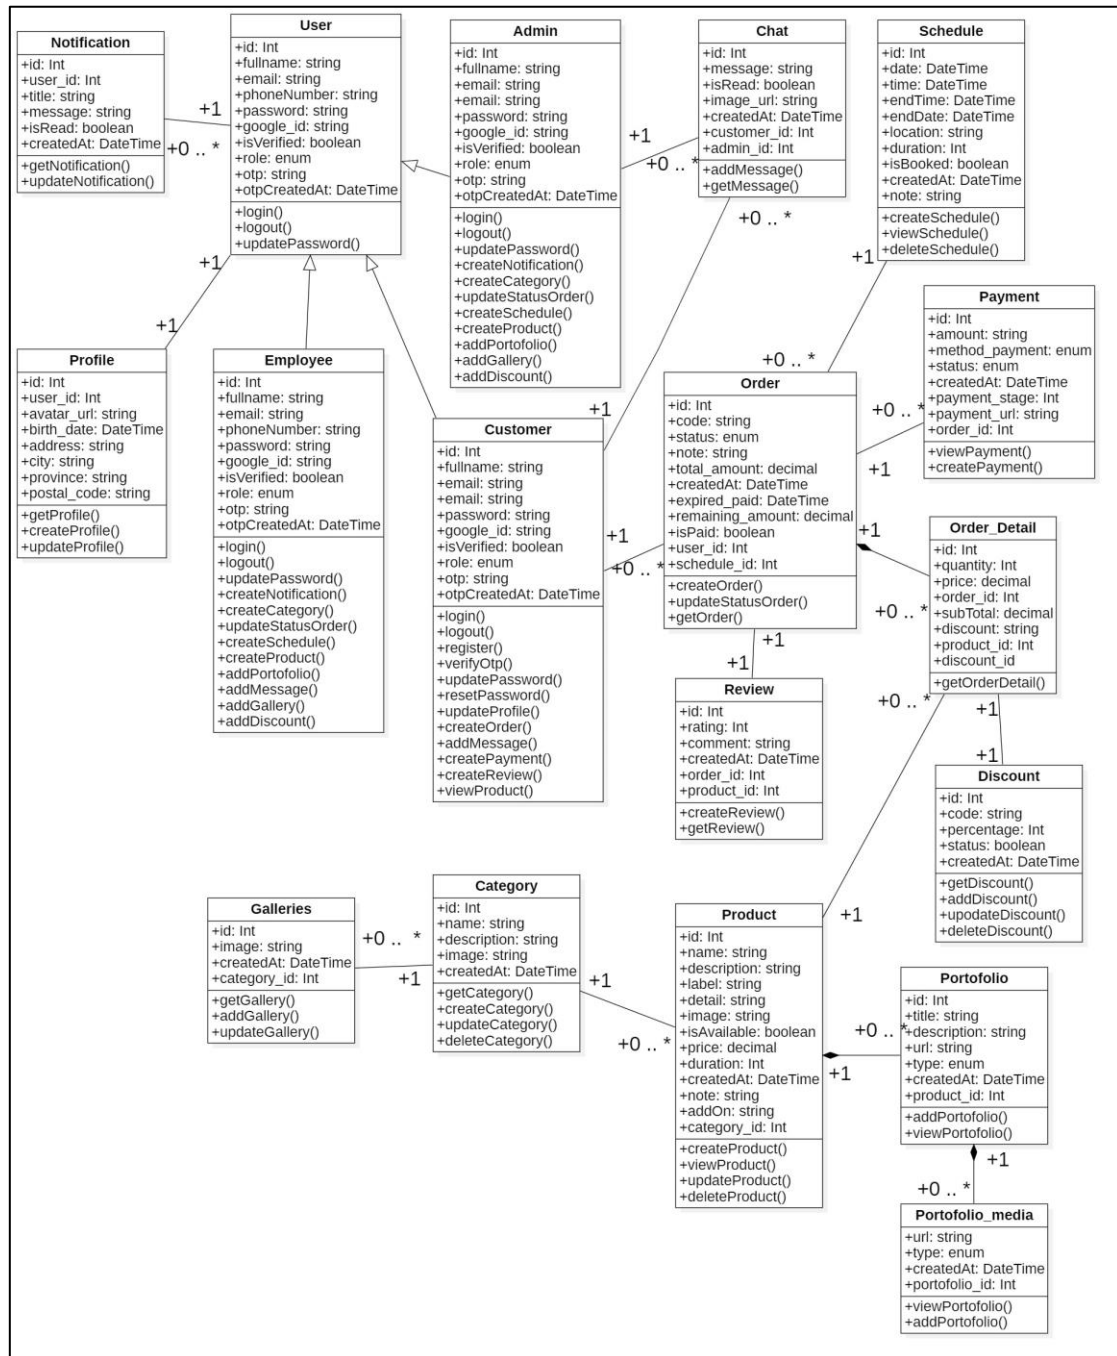 Notification
+id: Int
+user_id: Int
+title: string
+message: string
+isRead: boolean
+createdAt: DateTime
+getNotification()
+updateNotification()
+1
+0 .. *
User
+id: Int
+fullname: string
+email: string
+phoneNumber: string
+password: string
+google_id: string
+isVerified: boolean
+role: enum
+otp: string
+otpCreatedAt: DateTime
+login()
+logout()
+updatePassword()
+1
+1
Admin
+id: Int
+fullname: string
+email: string
+email: string
+password: string
+google_id: string
+isVerified: boolean
+role: enum
+otp: string
+otpCreatedAt: DateTime
+login()
+logout()
+updatePassword()
+createNotification()
+createCategory()
+updateStatusOrder()
+createSchedule()
+createProduct()
+addPortofolio()
+addGallery()
+addDiscount()
+1
+0 .. *
Chat
+id: Int
+message: string
+isRead: boolean
+image_url: string
+createdAt: DateTime
+customer_id: Int
+admin_id: Int
+addMessage()
+getMessage()
+0 .. *
+1
Schedule
+id: Int
+date: DateTime
+time: DateTime
+endTime: DateTime
+endDate: DateTime
+location: string
+duration: Int
+isBooked: boolean
+createdAt: DateTime
+note: string
+createSchedule()
+viewSchedule()
+deleteSchedule()
+1
+0 .. *
Profile
+id: Int
+user_id: Int
+avatar_url: string
+birth_date: DateTime
+address: string
+city: string
+province: string
+postal_code: string
+getProfile()
+createProfile()
+updateProfile()
Employee
+id: Int
+fullname: string
+email: string
+phoneNumber: string
+password: string
+google_id: string
+isVerified: boolean
+role: enum
+otp: string
+otpCreatedAt: DateTime
+login()
+logout()
+updatePassword()
+createNotification()
+createCategory()
+updateStatusOrder()
+createSchedule()
+createProduct()
+addPortofolio()
+addMessage()
+addGallery()
+addDiscount()
Customer
+id: Int
+fullname: string
+email: string
+email: string
+password: string
+google_id: string
+isVerified: boolean
+role: enum
+otp: string
+otpCreatedAt: DateTime
+login()
+logout()
+register()
+verifyOtp()
+updatePassword()
+resetPassword()
+updateProfile()
+createOrder()
+addMessage()
+createPayment()
+createReview()
+viewProduct()
+1
+0 .. *
Order
+id: Int
+code: string
+status: enum
+note: string
+total_amount: decimal
+createdAt: DateTime
+expired_paid: DateTime
+remaining_amount: decimal
+isPaid: boolean
+user_id: Int
+schedule_id: Int
+createOrder()
+updateStatusOrder()
+getOrder()
+0 .. *
+1
Payment
+id: Int
+amount: string
+method_payment: enum
+status: enum
+createdAt: DateTime
+payment_stage: Int
+payment_url: string
+order_id: Int
+viewPayment()
+createPayment()
+1
+0 .. *
Order_Detail
+id: Int
+quantity: Int
+price: decimal
+order_id: Int
+subTotal: decimal
+discount: string
+product_id: Int
+discount_id
+getOrderDetail()
+1
+1
Review
+id: Int
+rating: Int
+comment: string
+createdAt: DateTime
+order_id: Int
+product_id: Int
+createReview()
+getReview()
+0 .. *
+1
+1
+1
Discount
+id: Int
+code: string
+percentage: Int
+status: boolean
+createdAt: DateTime
+getDiscount()
+addDiscount()
+upodateDiscount()
+deleteDiscount()
Galleries
+id: Int
+image: string
+createdAt: DateTime
+category_id: Int
+getGallery()
+addGallery()
+updateGallery()
+0 .. *
+1
Category
+id: Int
+name: string
+description: string
+image: string
+createdAt: DateTime
+getCategory()
+createCategory()
+updateCategory()
+deleteCategory()
+1
+0 .. *
Product
+id: Int
+name: string
+description: string
+label: string
+detail: string
+image: string
+isAvailable: boolean
+price: decimal
+duration: Int
+createdAt: DateTime
+note: string
+addOn: string
+category_id: Int
+createProduct()
+viewProduct()
+updateProduct()
+deleteProduct()
+0 .. *
+1
Portofolio
+id: Int
+title: string
+description: string
+url: string
+type: enum
+createdAt: DateTime
+product_id: Int
+addPortofolio()
+viewPortofolio()
+1
+0 .. *
Portofolio_media
+url: string
+type: enum
+createdAt: DateTime
+portofolio_id: Int
+viewPortofolio()
+addPortofolio()